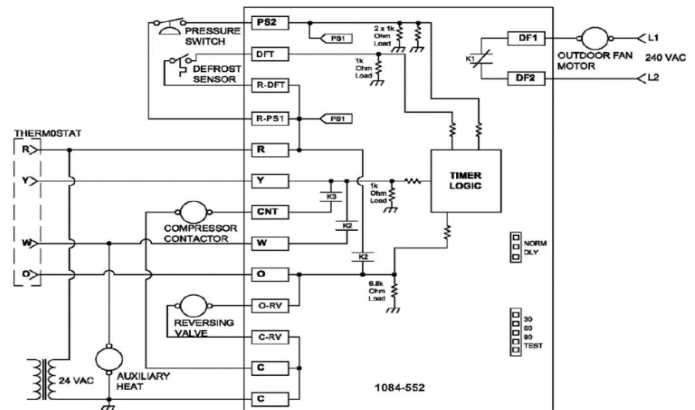 PS2
PRESSURE
SWITCH
PS1
2 x 1k
Ohm
Load
DF1
L1
OUTDOOR FAN
MOTOR
240 VAC
K1
DFT
DEFROST
SENSOR
1k
Ohm
Load
DF2
L2
R-DFT
R-PS1
PS1
THERMOSTAT
R
R
Y
Y
1k
Ohm
Load
TIMER
LOGIC
K3
CNT
COMPRESSOR
CONTACTOR
K2
W
W
K2
NORM
DLY
O
O
6.8k
Ohm
Load
O-RV
REVERSING
VALVE
C-RV
30
60
90
TEST
C
24 VAC
AUXILIARY
HEAT
C
1084-552